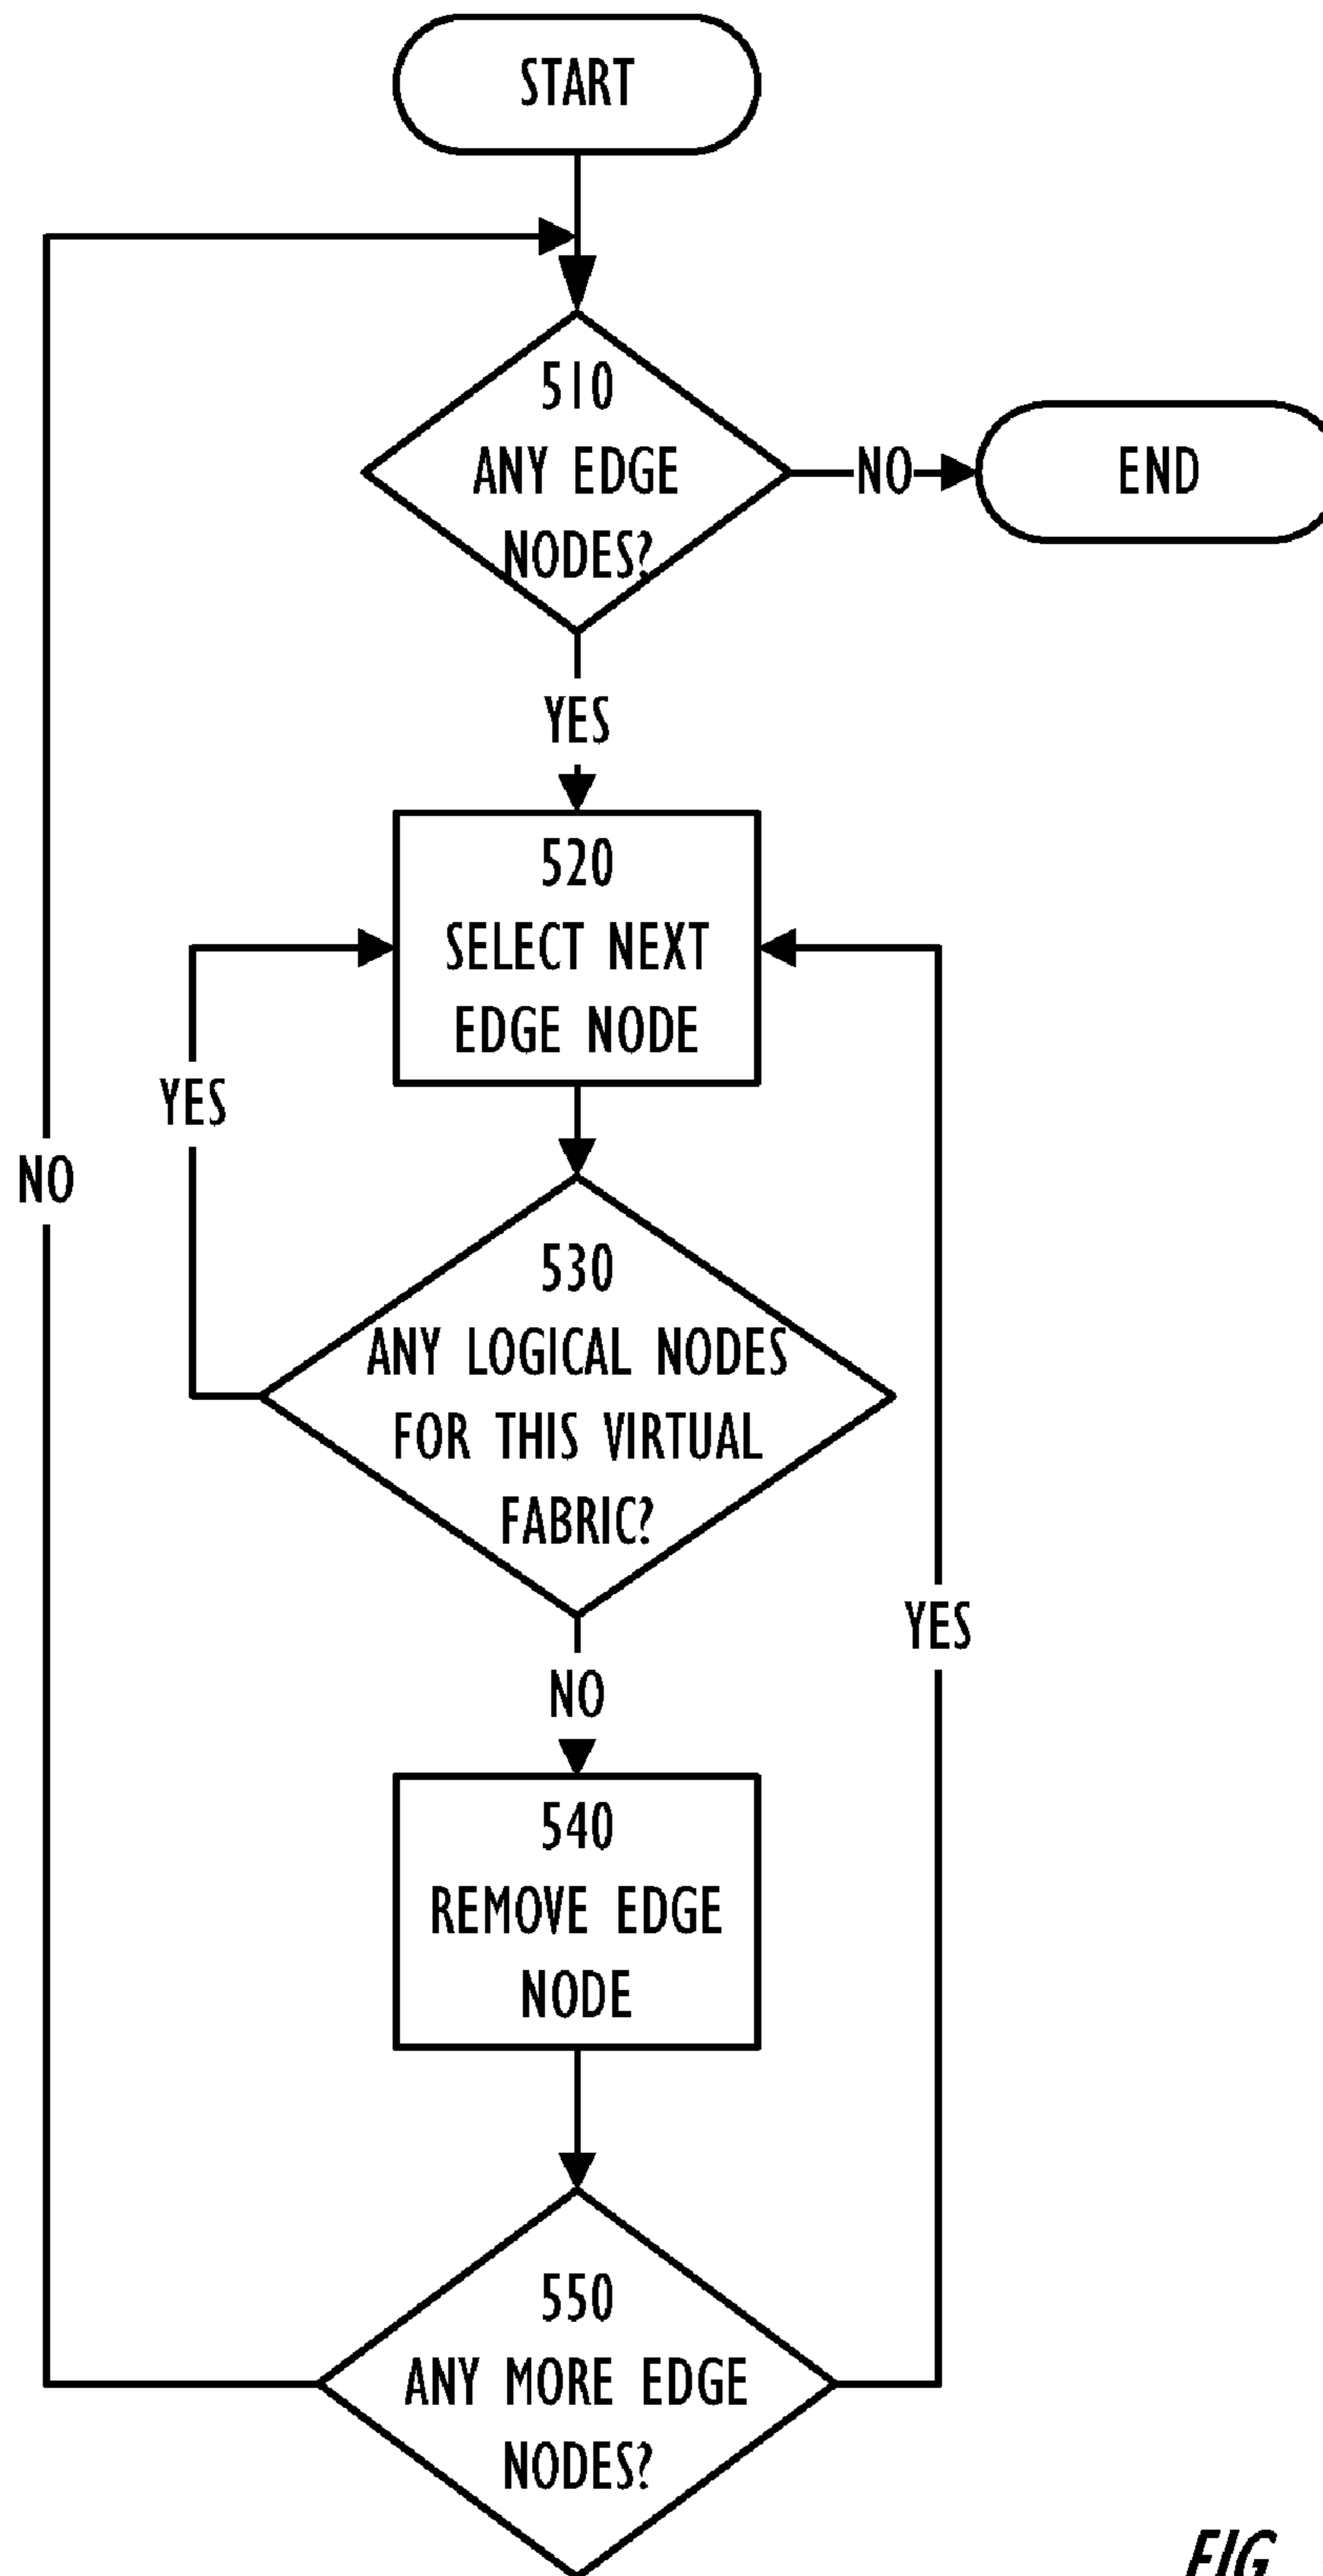 START
510
ANY EDGE
NODES?
NO
END
YES
520
SELECT NEXT
EDGE NODE
YES
NO
530
ANY LOGICAL NODES
FOR THIS VIRTUAL
FABRIC?
YES
NO
540
REMOVE EDGE
NODE
550
ANY MORE EDGE
NODES?
FIG